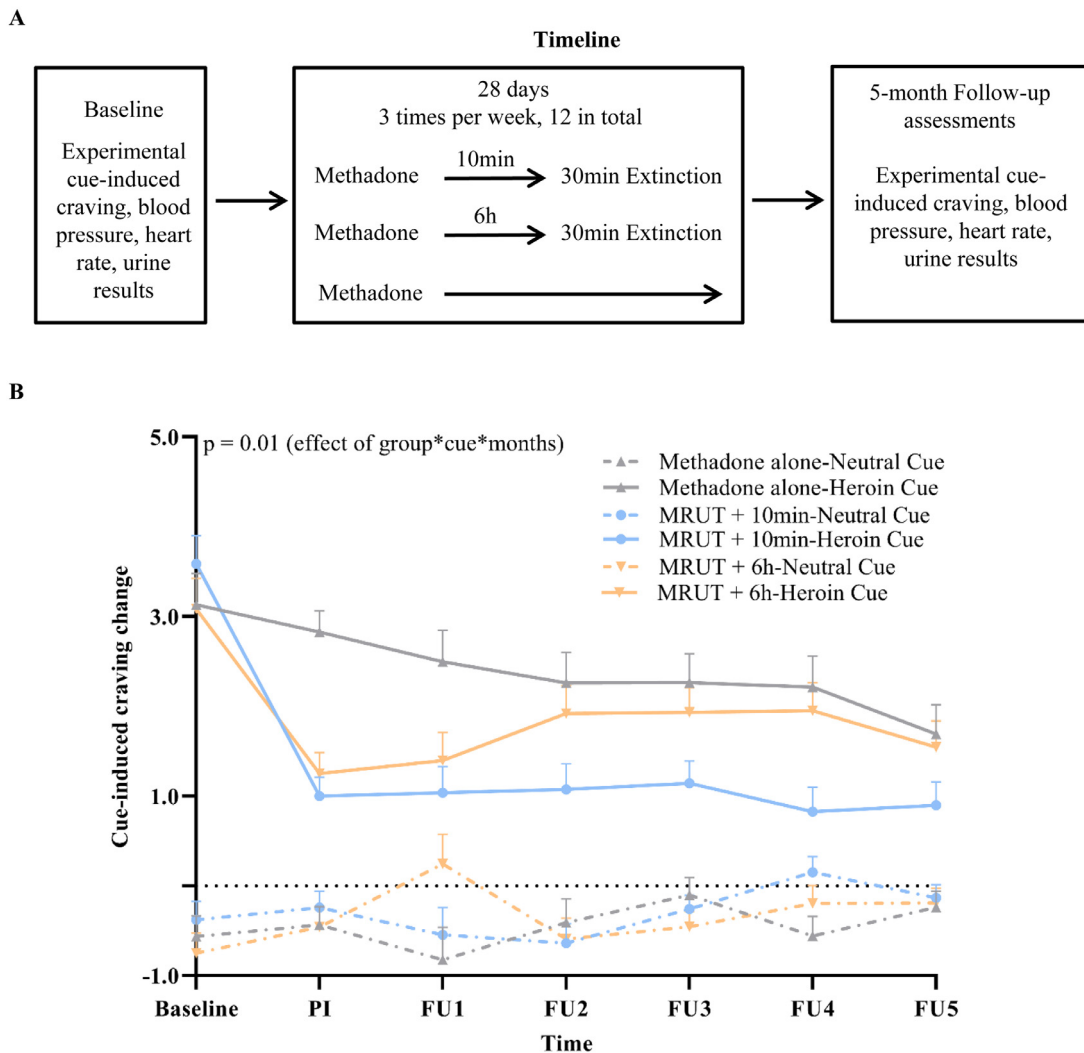 A
Timeline
Baseline
Experimental
cue-induced
craving, blood
pressure, heart
rate, urine
results
28 days
3 times per week, 12 in total
10min
Methadone
30min Extinction
6h
Methadone
30min Extinction
Methadone
5-month Follow-up
assessments
Experimental cue-
induced craving, blood
pressure, heart rate,
urine results
B
p = 0.01 (effect of group*cue*months)
Methadone alone-Neutral Cue
Methadone alone-Heroin Cue
MRUT + 10min-Neutral Cue
MRUT + 10min-Heroin Cue
MRUT + 6h-Neutral Cue
MRUT + 6h-Heroin Cue
Cue-induced craving change
5.0
3.0
1.0
-1.0
Baseline PI FU1 FU2 FU3 FU4 FU5
Time